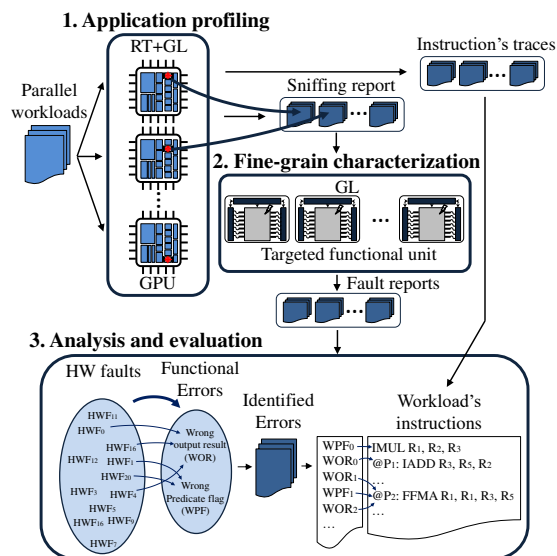 1. Application profiling
RT+GL
Instruction's traces
Parallel
workloads
Sniffing report
GPU
2. Fine-grain characterization
GL
Targeted functional unit
Fault reports
3. Analysis and evaluation
HW faults
Functional
Errors
Identified
Errors
Workload's
instructions
HWF11
HWF0
HWF16
HWF12
HWF1
HWF20
HWF3
HWF4
HWF5
HWF16 HWF9
HWF7
Wrong
output result
(WOR)
Wrong
Predicate flag
(WPF)
WPF0
WOR0
WOR1
WPF1
WOR2
...
IMUL R1, R2, R3
@P1: IADD R3, R5, R2
...
@P2: FFMA R1, R1, R3, R5
...